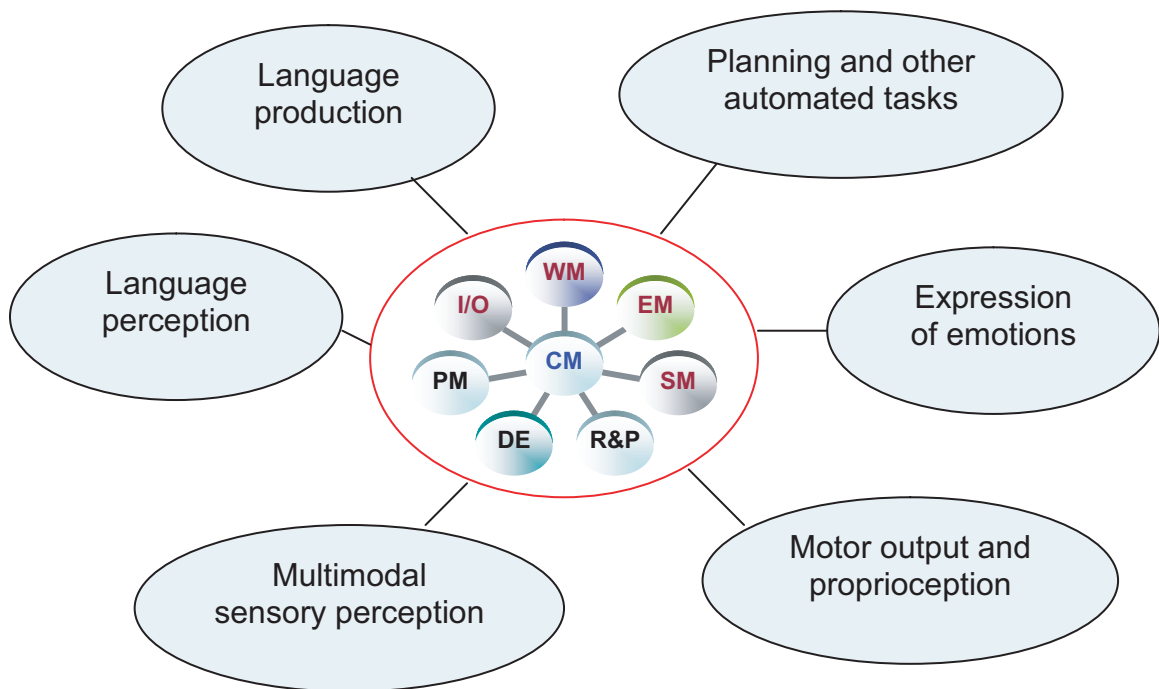 Language
production
Planning and other
automated tasks
Language
perception
WM
I/O
EM
CM
PM
SM
DE
R&P
Expression
of emotions
Multimodal
sensory perception
Motor output and
proprioception